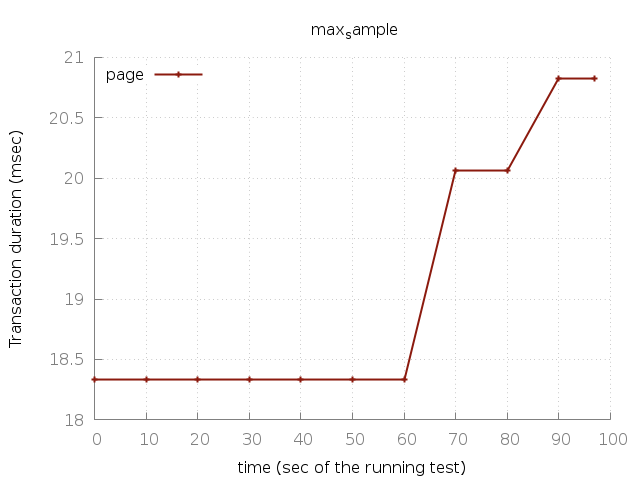 max_sample
page
21
20.5
20
19.5
19
18.5
18
Transaction duration (msec)
0 10 20 30 40 50 60 70 80 90 100
time (sec of the running test)